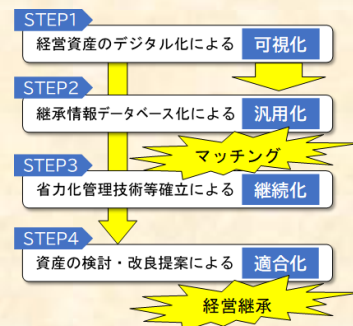 STEP1
経営資産のデジタル化による 可視化
STEP2
継承情報データベース化による 汎用化
マッチング
STEP3
省力化管理技術等確立による 継続化
STEP4
資産の検討・改良提案による 適合化
経営継承